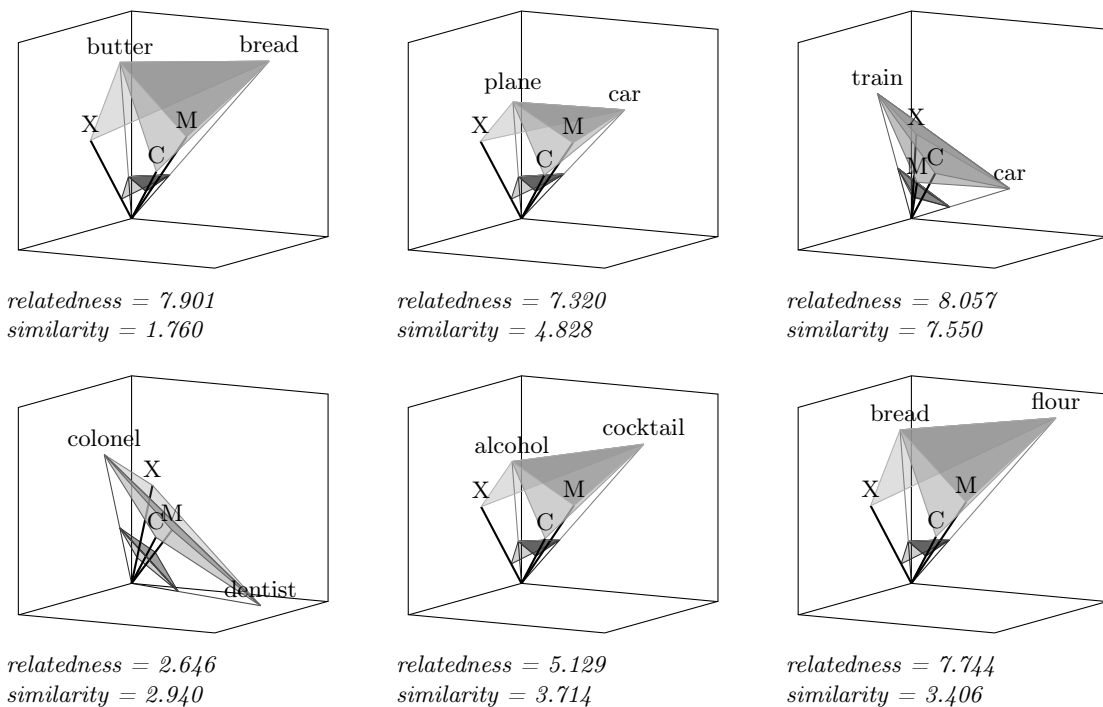 butter
bread
X
M
C
relatedness = 7.901
similarity = 1.760
plane
car
X
M
C
relatedness = 7.320
similarity = 4.828
train
X
C
M
car
relatedness = 8.057
similarity = 7.550
colonel
X
M
C
dentist
relatedness = 2.646
similarity = 2.940
cocktail
alcohol
X
M
C
relatedness = 5.129
similarity = 3.714
flour
bread
X
M
C
relatedness = 7.744
similarity = 3.406